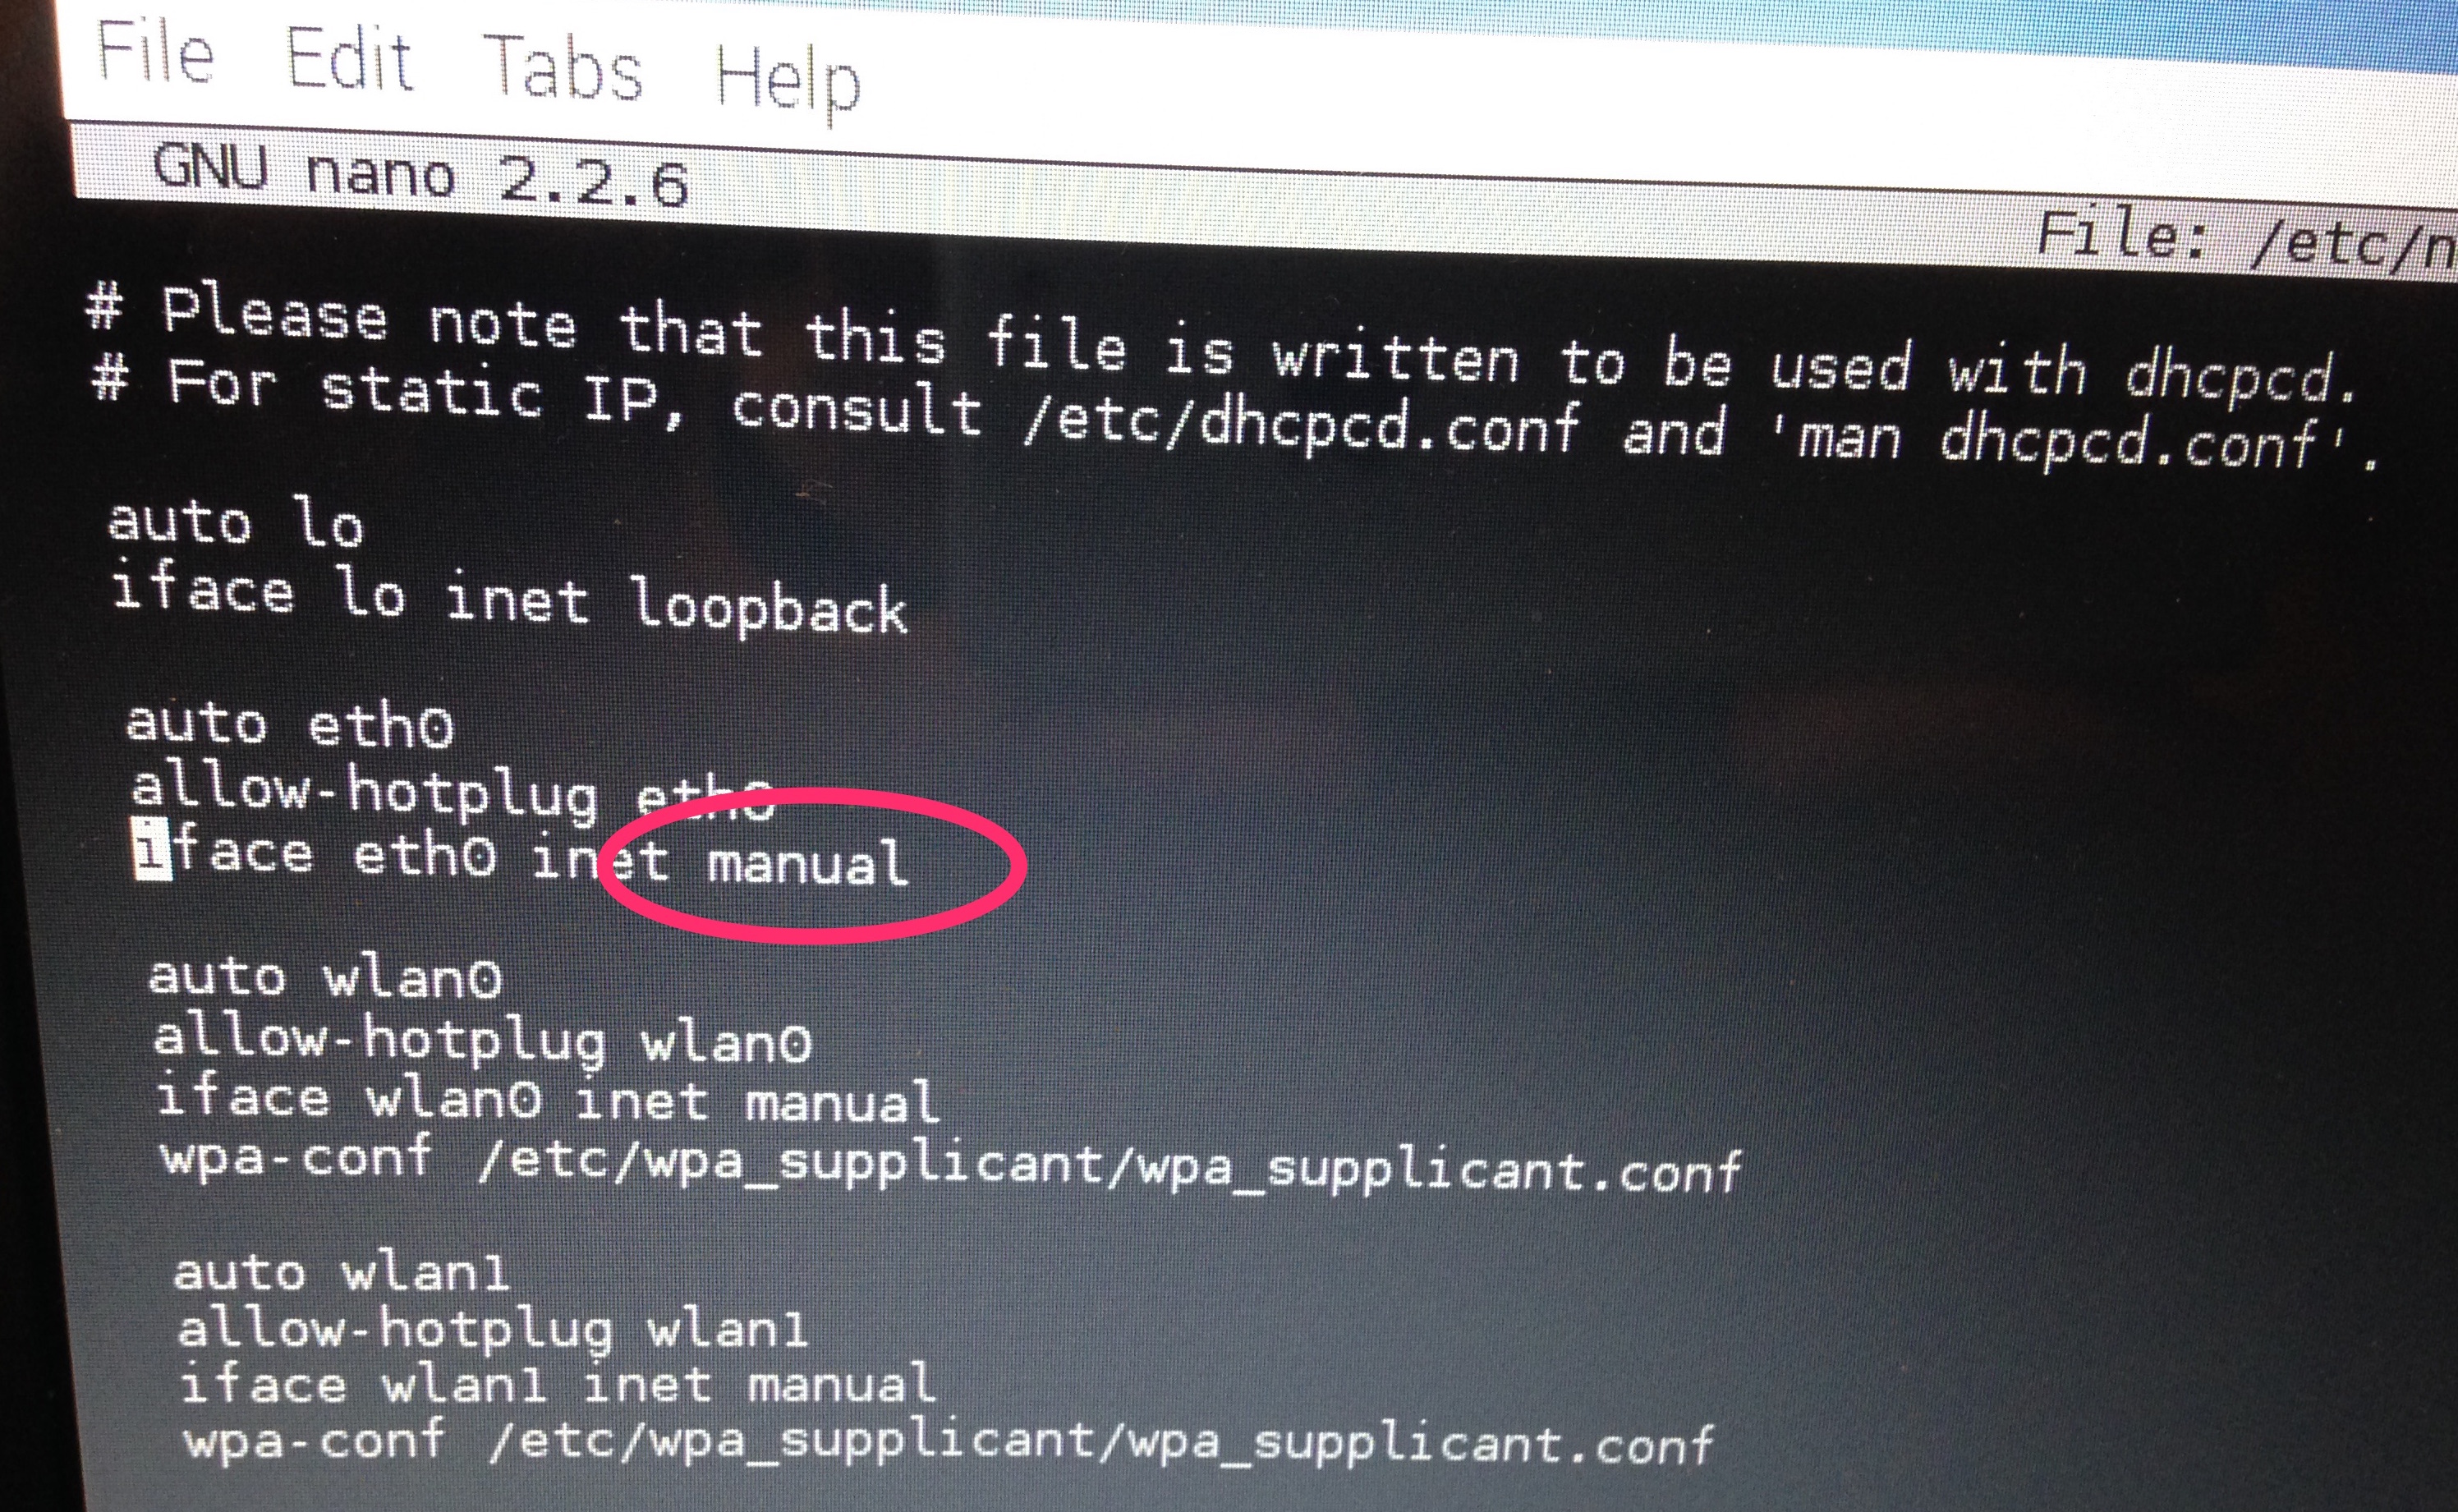 File Edit Tabs Help
GNU nano 2.2.6 File: /etc/n
# Please note that this file is written to be used with dhcpcd.
# For static IP, consult /etc/dhcpcd.conf and 'man dhcpcd.conf'.
auto lo
iface lo inet loopback
auto eth0
allow-hotplug eth0
iface eth0 inet manual
auto wlan0
allow-hotplug wlan0
iface wlan0 inet manual
wpa-conf /etc/wpa_supplicant/wpa_supplicant.conf
auto wlan1
allow-hotplug wlan1
iface wlan1 inet manual
wpa-conf /etc/wpa_supplicant/wpa_supplicant.conf